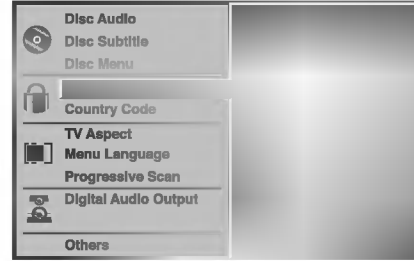 Disc Audio
Disc Subtitle
Disc Menu
Country Code
TV Aspect
Menu Language
Progressive Scan
Digital Audio Output
Others